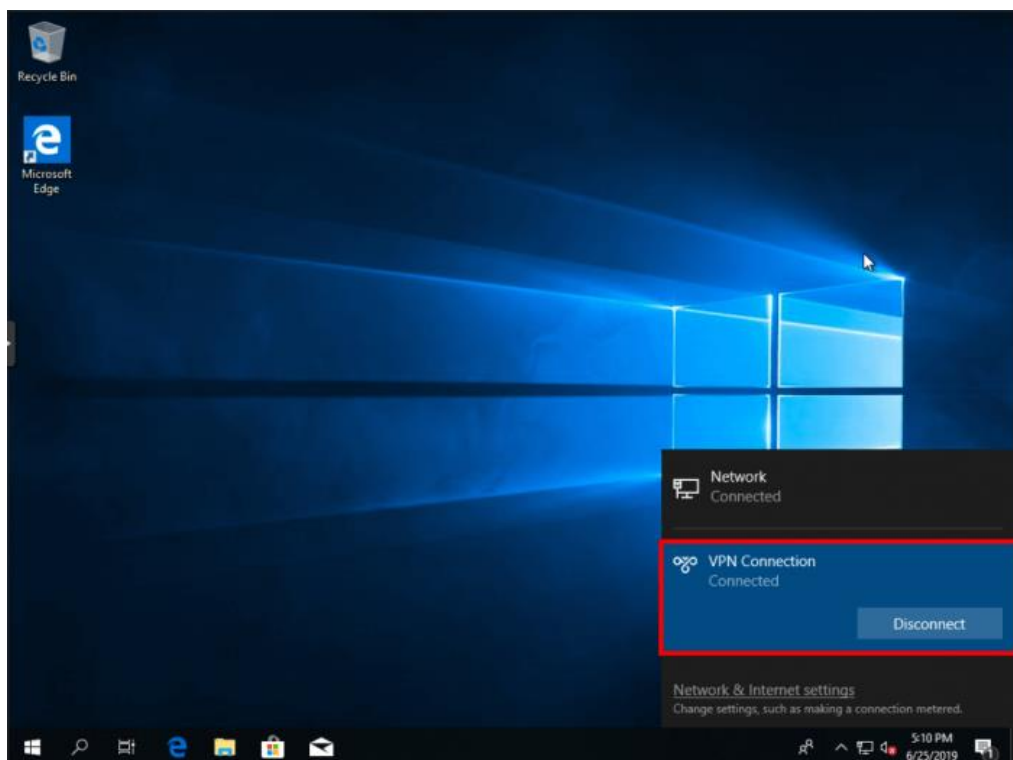 Recycle Bin
Microsoft
Edge
Network
Connected
VPN Connection
Connected
Disconnect
Network & Internet settings
Change settings, such as making a connection metered.
5:10 PM
6/25/2019
1